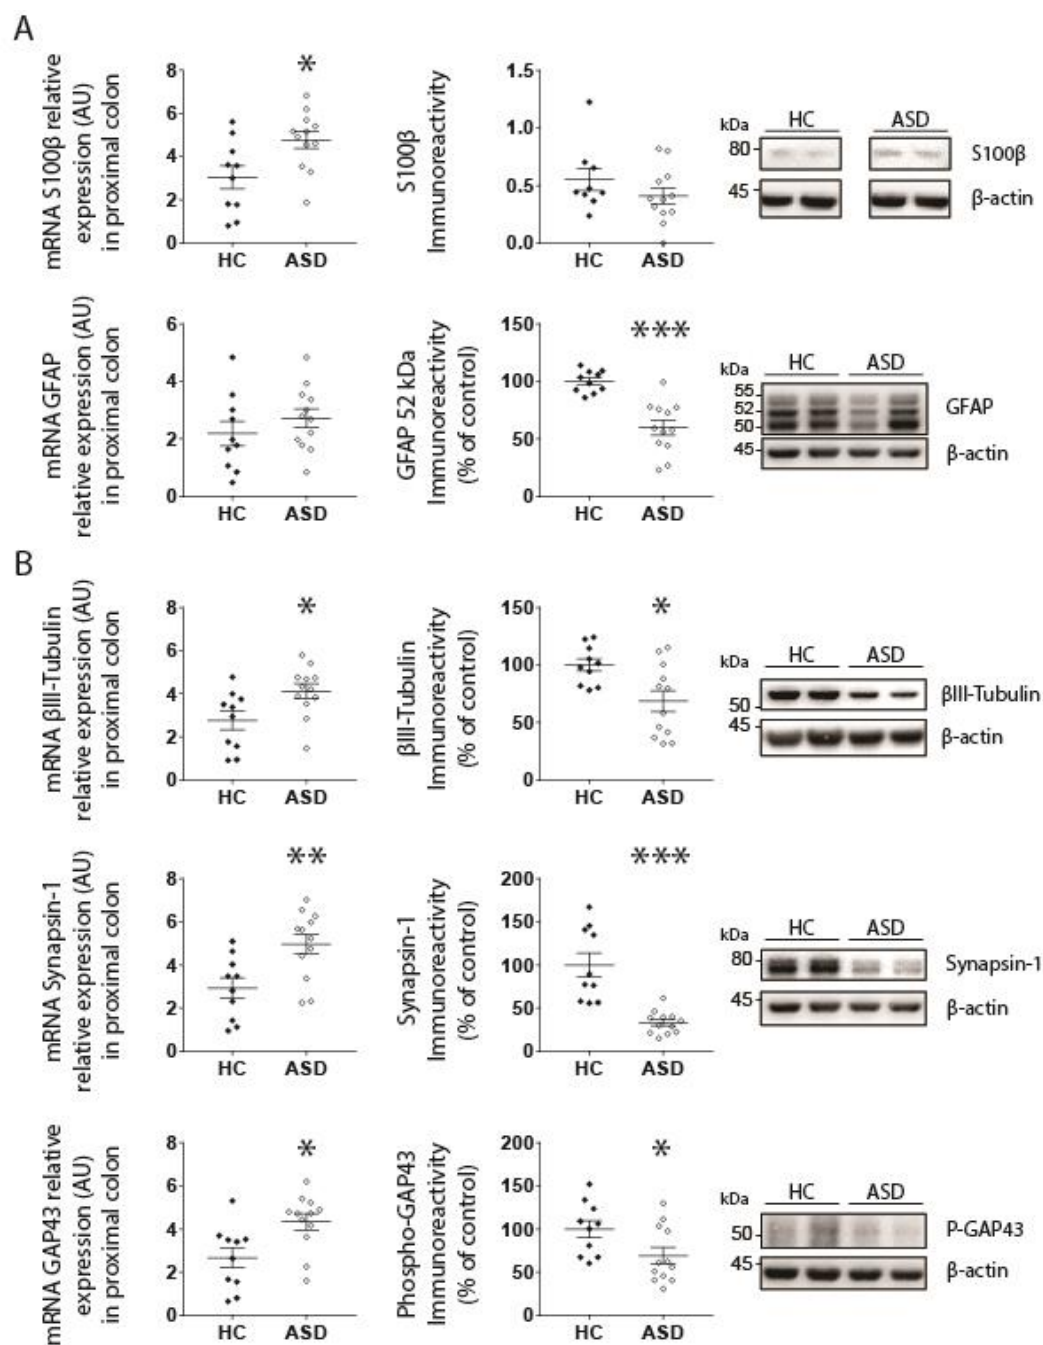 A
mRNA S100β relative
expression (AU)
in proximal colon
8
6
4
2
0
*
HC
ASD
S100β
Immunoreactivity
1.5
1.0
0.5
0.0
HC
ASD
kDa
HC
ASD
80
S100β
45
β-actin
mRNA GFAP
relative expression (AU)
in proximal colon
6
4
2
0
HC
ASD
GFAP 52 kDa
Immunoreactivity
(% of control)
150
100
50
0
***
HC
ASD
kDa
HC
ASD
55
52
50
GFAP
45
β-actin
B
mRNA βIII-Tubulin
relative expression (AU)
in proximal colon
8
6
4
2
0
*
HC
ASD
βIII-Tubulin
Immunoreactivity
(% of control)
150
100
50
0
*
HC
ASD
kDa
HC
ASD
50
βIII-Tubulin
45
β-actin
mRNA Synapsin-1
relative expression (AU)
in proximal colon
8
6
4
2
0
**
HC
ASD
Synapsin-1
Immunoreactivity
(% of control)
200
150
100
50
0
***
HC
ASD
kDa
HC
ASD
80
Synapsin-1
45
β-actin
mRNA GAP43 relative
expression (AU)
in proximal colon
8
6
4
2
0
*
HC
ASD
Phospho-GAP43
Immunoreactivity
(% of control)
200
150
100
50
0
*
HC
ASD
kDa
HC
ASD
50
P-GAP43
45
β-actin